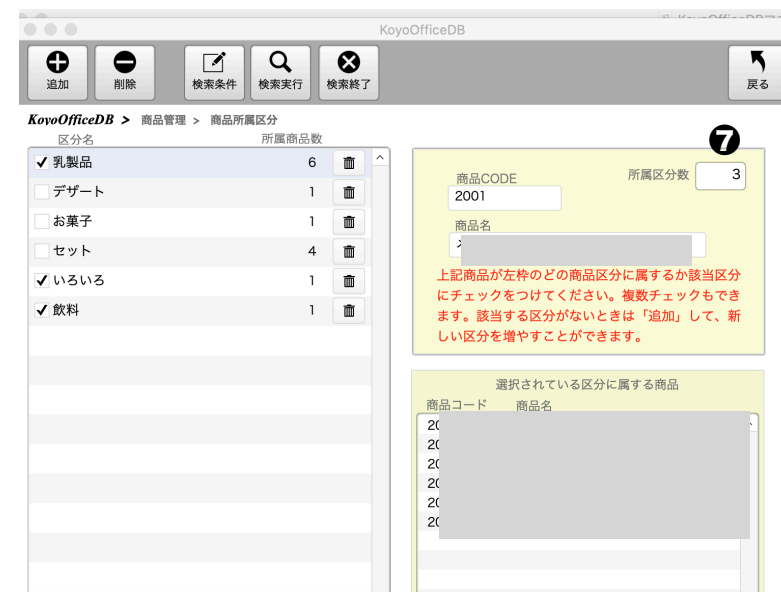 KoyoOfficeDB
追加
削除
検索条件
検索実行
検索終了
戻る
KoyoOfficeDB > 商品管理 > 商品所属区分
区分名 所属商品数
乳製品 6
デザート 1
お菓子 1
セット 4
いろいろ 1
飲料 1
7
商品CODE 所属区分数 3
2001
商品名
上記商品が左枠のどの商品区分に属するか該当区分
にチェックをつけてください。複数チェックもでき
ます。該当する区分がないときは「追加」して、新
しい区分を増やすことができます。
選択されている区分に属する商品
商品コード 商品名